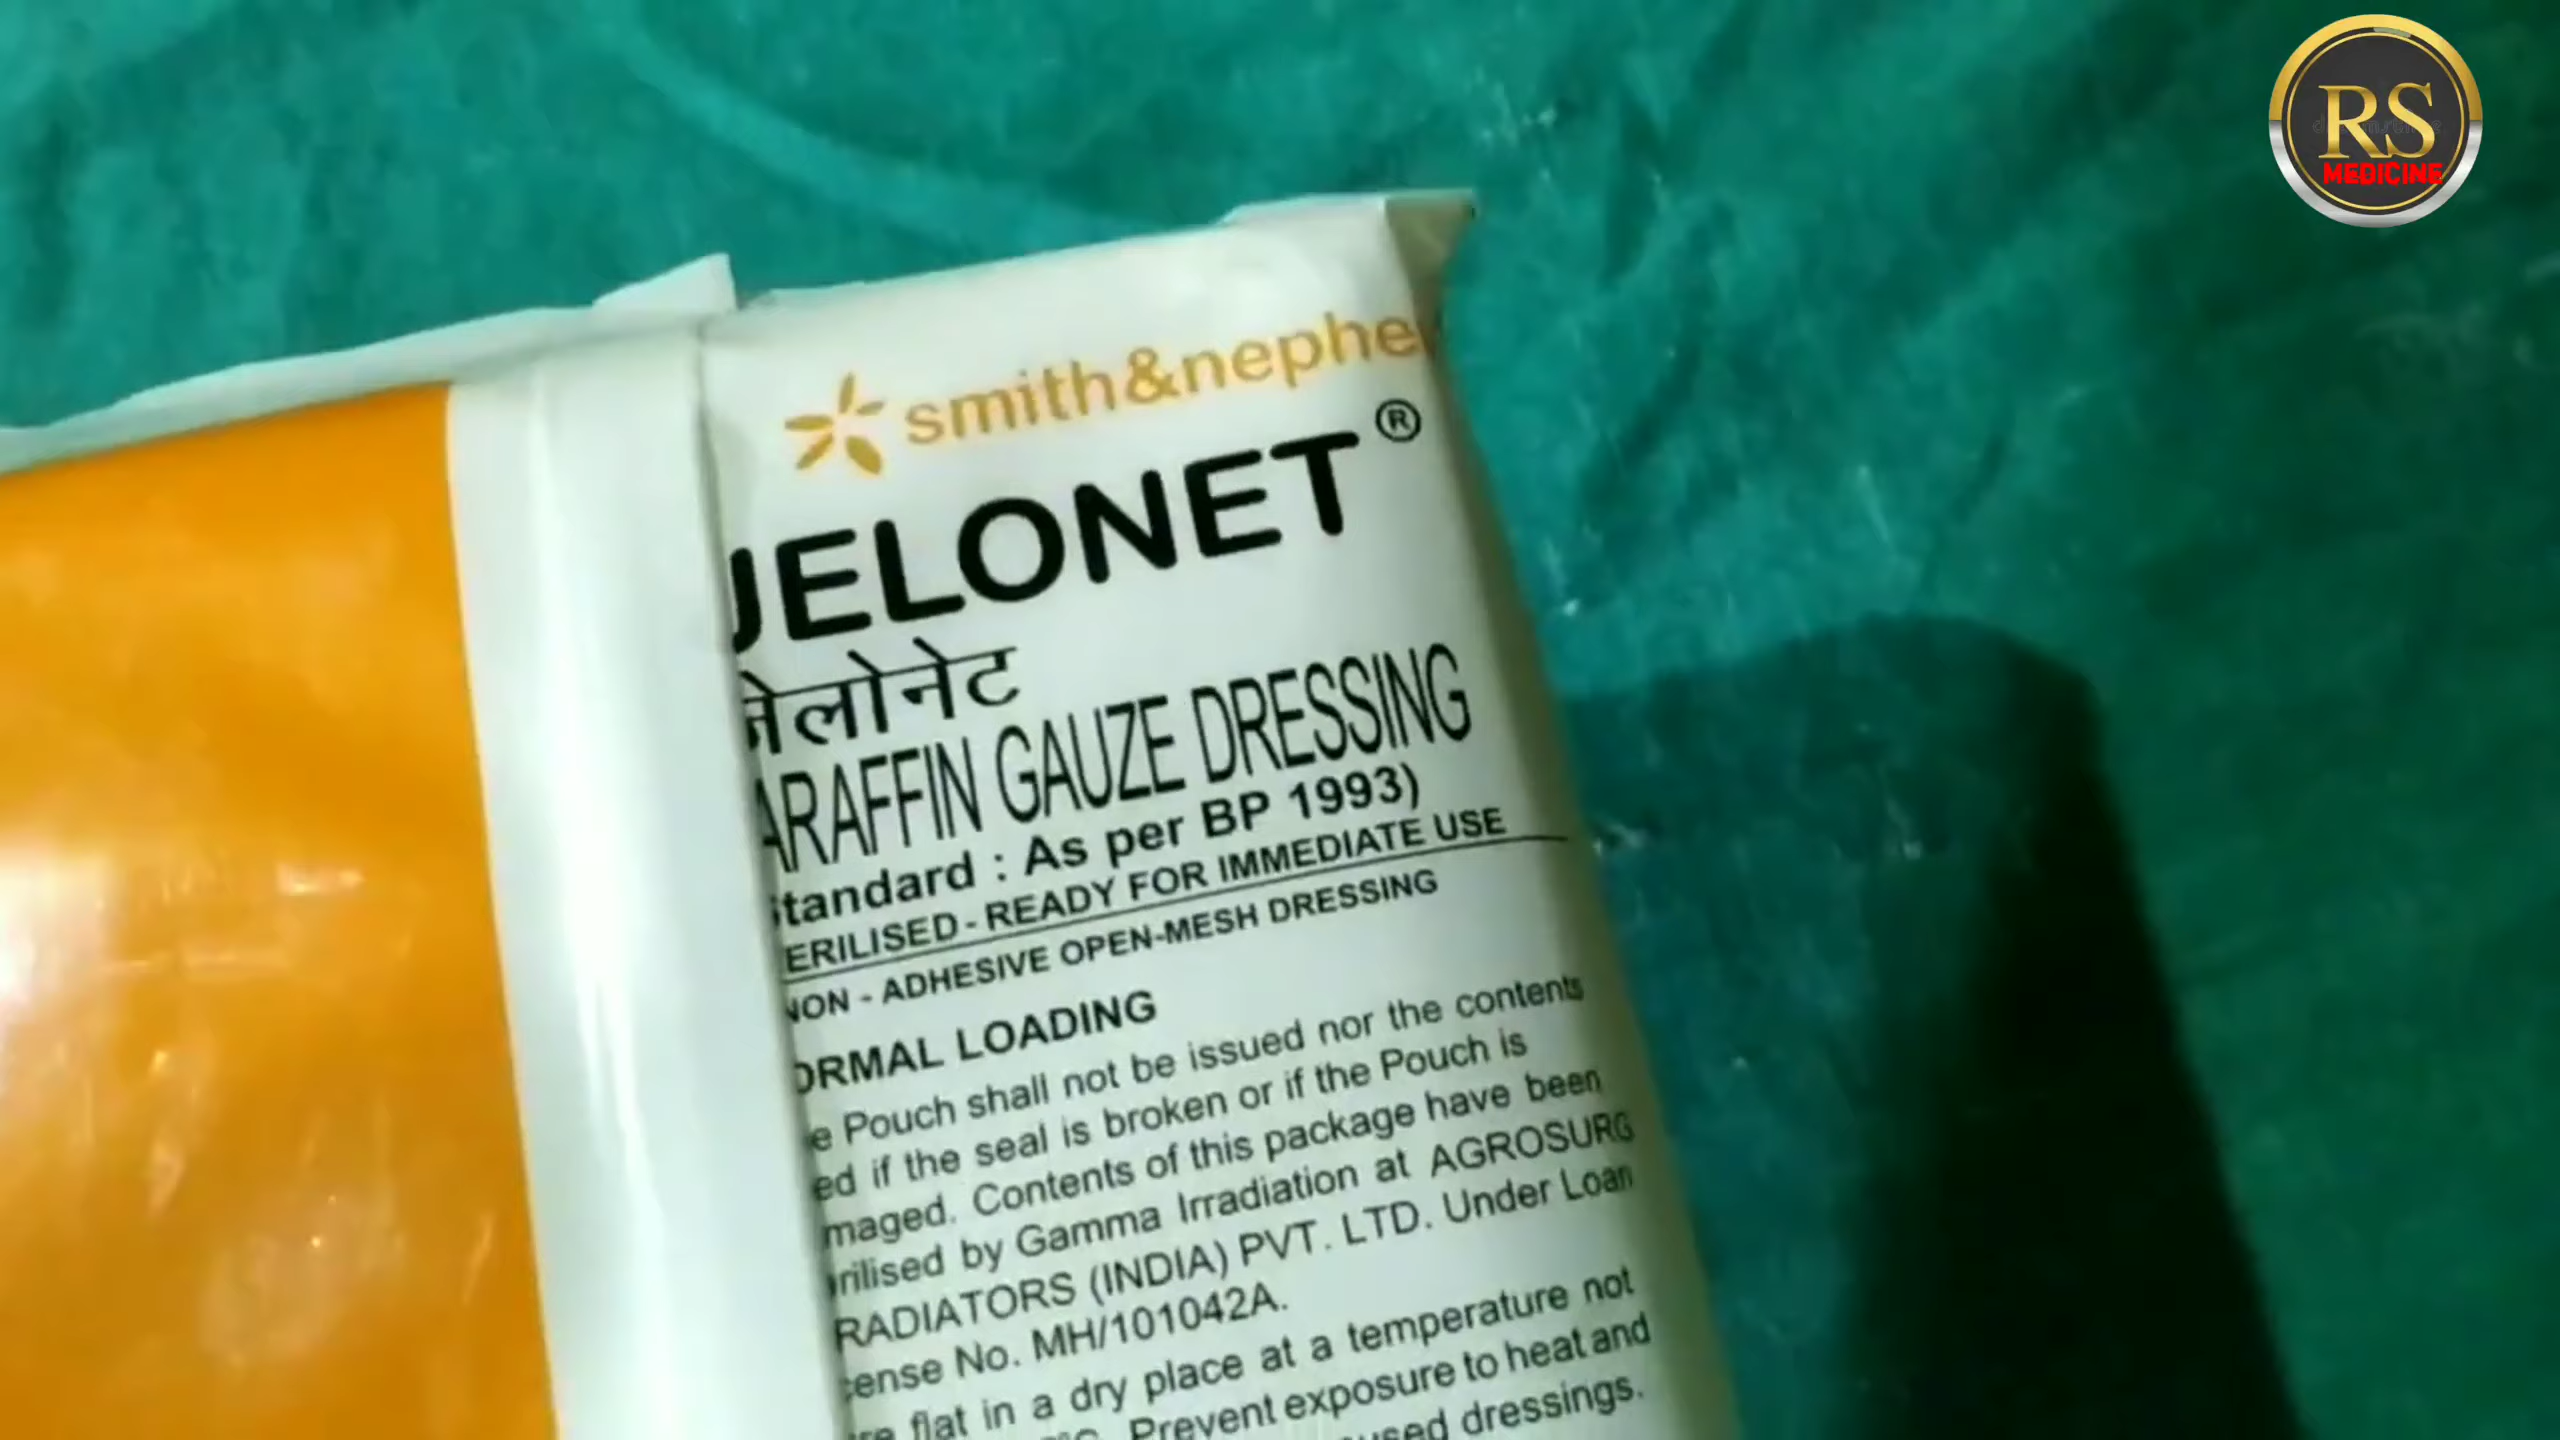 RS
MEDICINE
smith&nephe
JELONET®
जेलोनेट
ARAFFIN GAUZE DRESSING
tandard : As per BP 1993)
ERILISED - READY FOR IMMEDIATE USE
NON - ADHESIVE OPEN-MESH DRESSING
ORMAL LOADING
e Pouch shall not be issued nor the contents
ed if the seal is broken or if the Pouch is
maged. Contents of this package have been
rilised by Gamma Irradiation at AGROSURG
RADIATORS (INDIA) PVT. LTD. Under Loan
cense No. MH/101042A.
re flat in a dry place at a temperature not
Prevent exposure to heat and
used dressings.